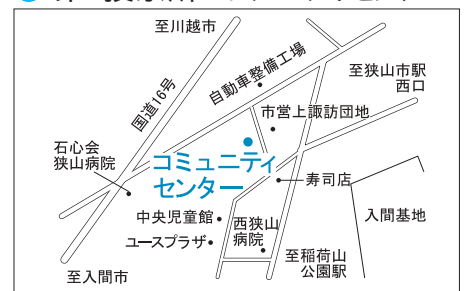 至川越市
国道16号
自動車整備工場
至狭山市駅
西口
市営上諏訪団地
石心会
狭山病院
コミュニティ
センター
寿司店
中央児童館
ユースプラザ
西狭山
病院
入間基地
至稲荷山
公園駅
至入間市